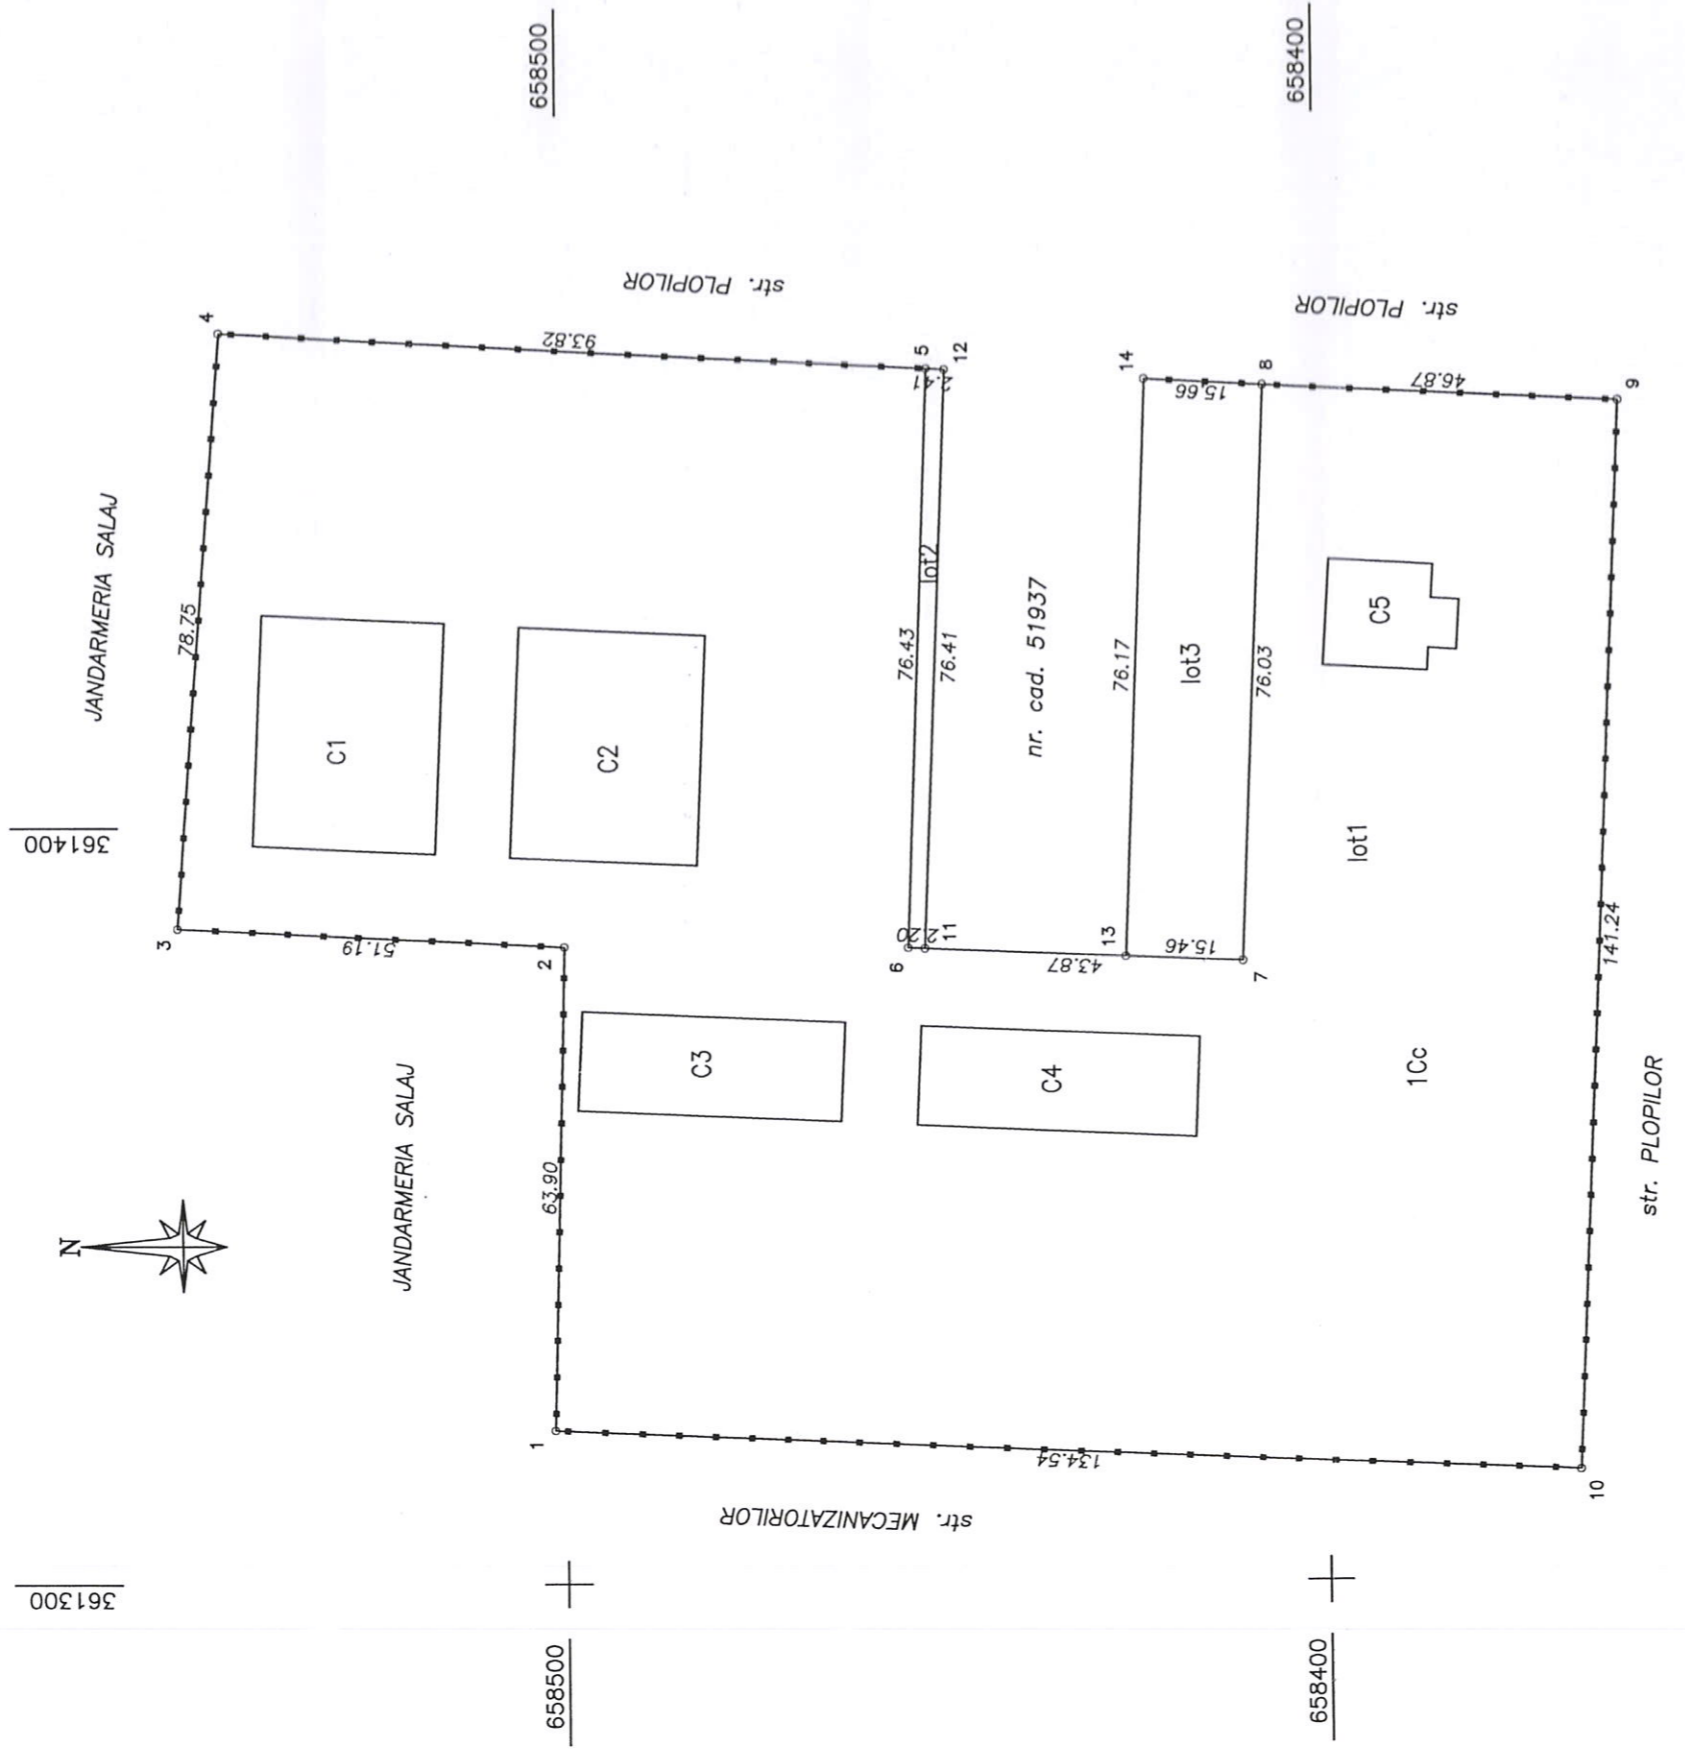 658500
658400
str. PLOPILOR
str. PLOPILOR
4
93.82
5
12
2.41
14
15.66
8
46.87
9
JANDARMERIA SALAJ
78.75
lot2
76.43
76.41
nr. cad. 51937
76.17
lot3
76.03
C5
C1
C2
361400
lot1
3
51.19
2
6
2.20
11
43.87
13
15.46
7
141.24
JANDARMERIA SALAJ
63.90
C3
C4
1Cc
str. PLOPILOR
N
1
134.54
10
str. MECANIZATORILOR
361300
658500
658400